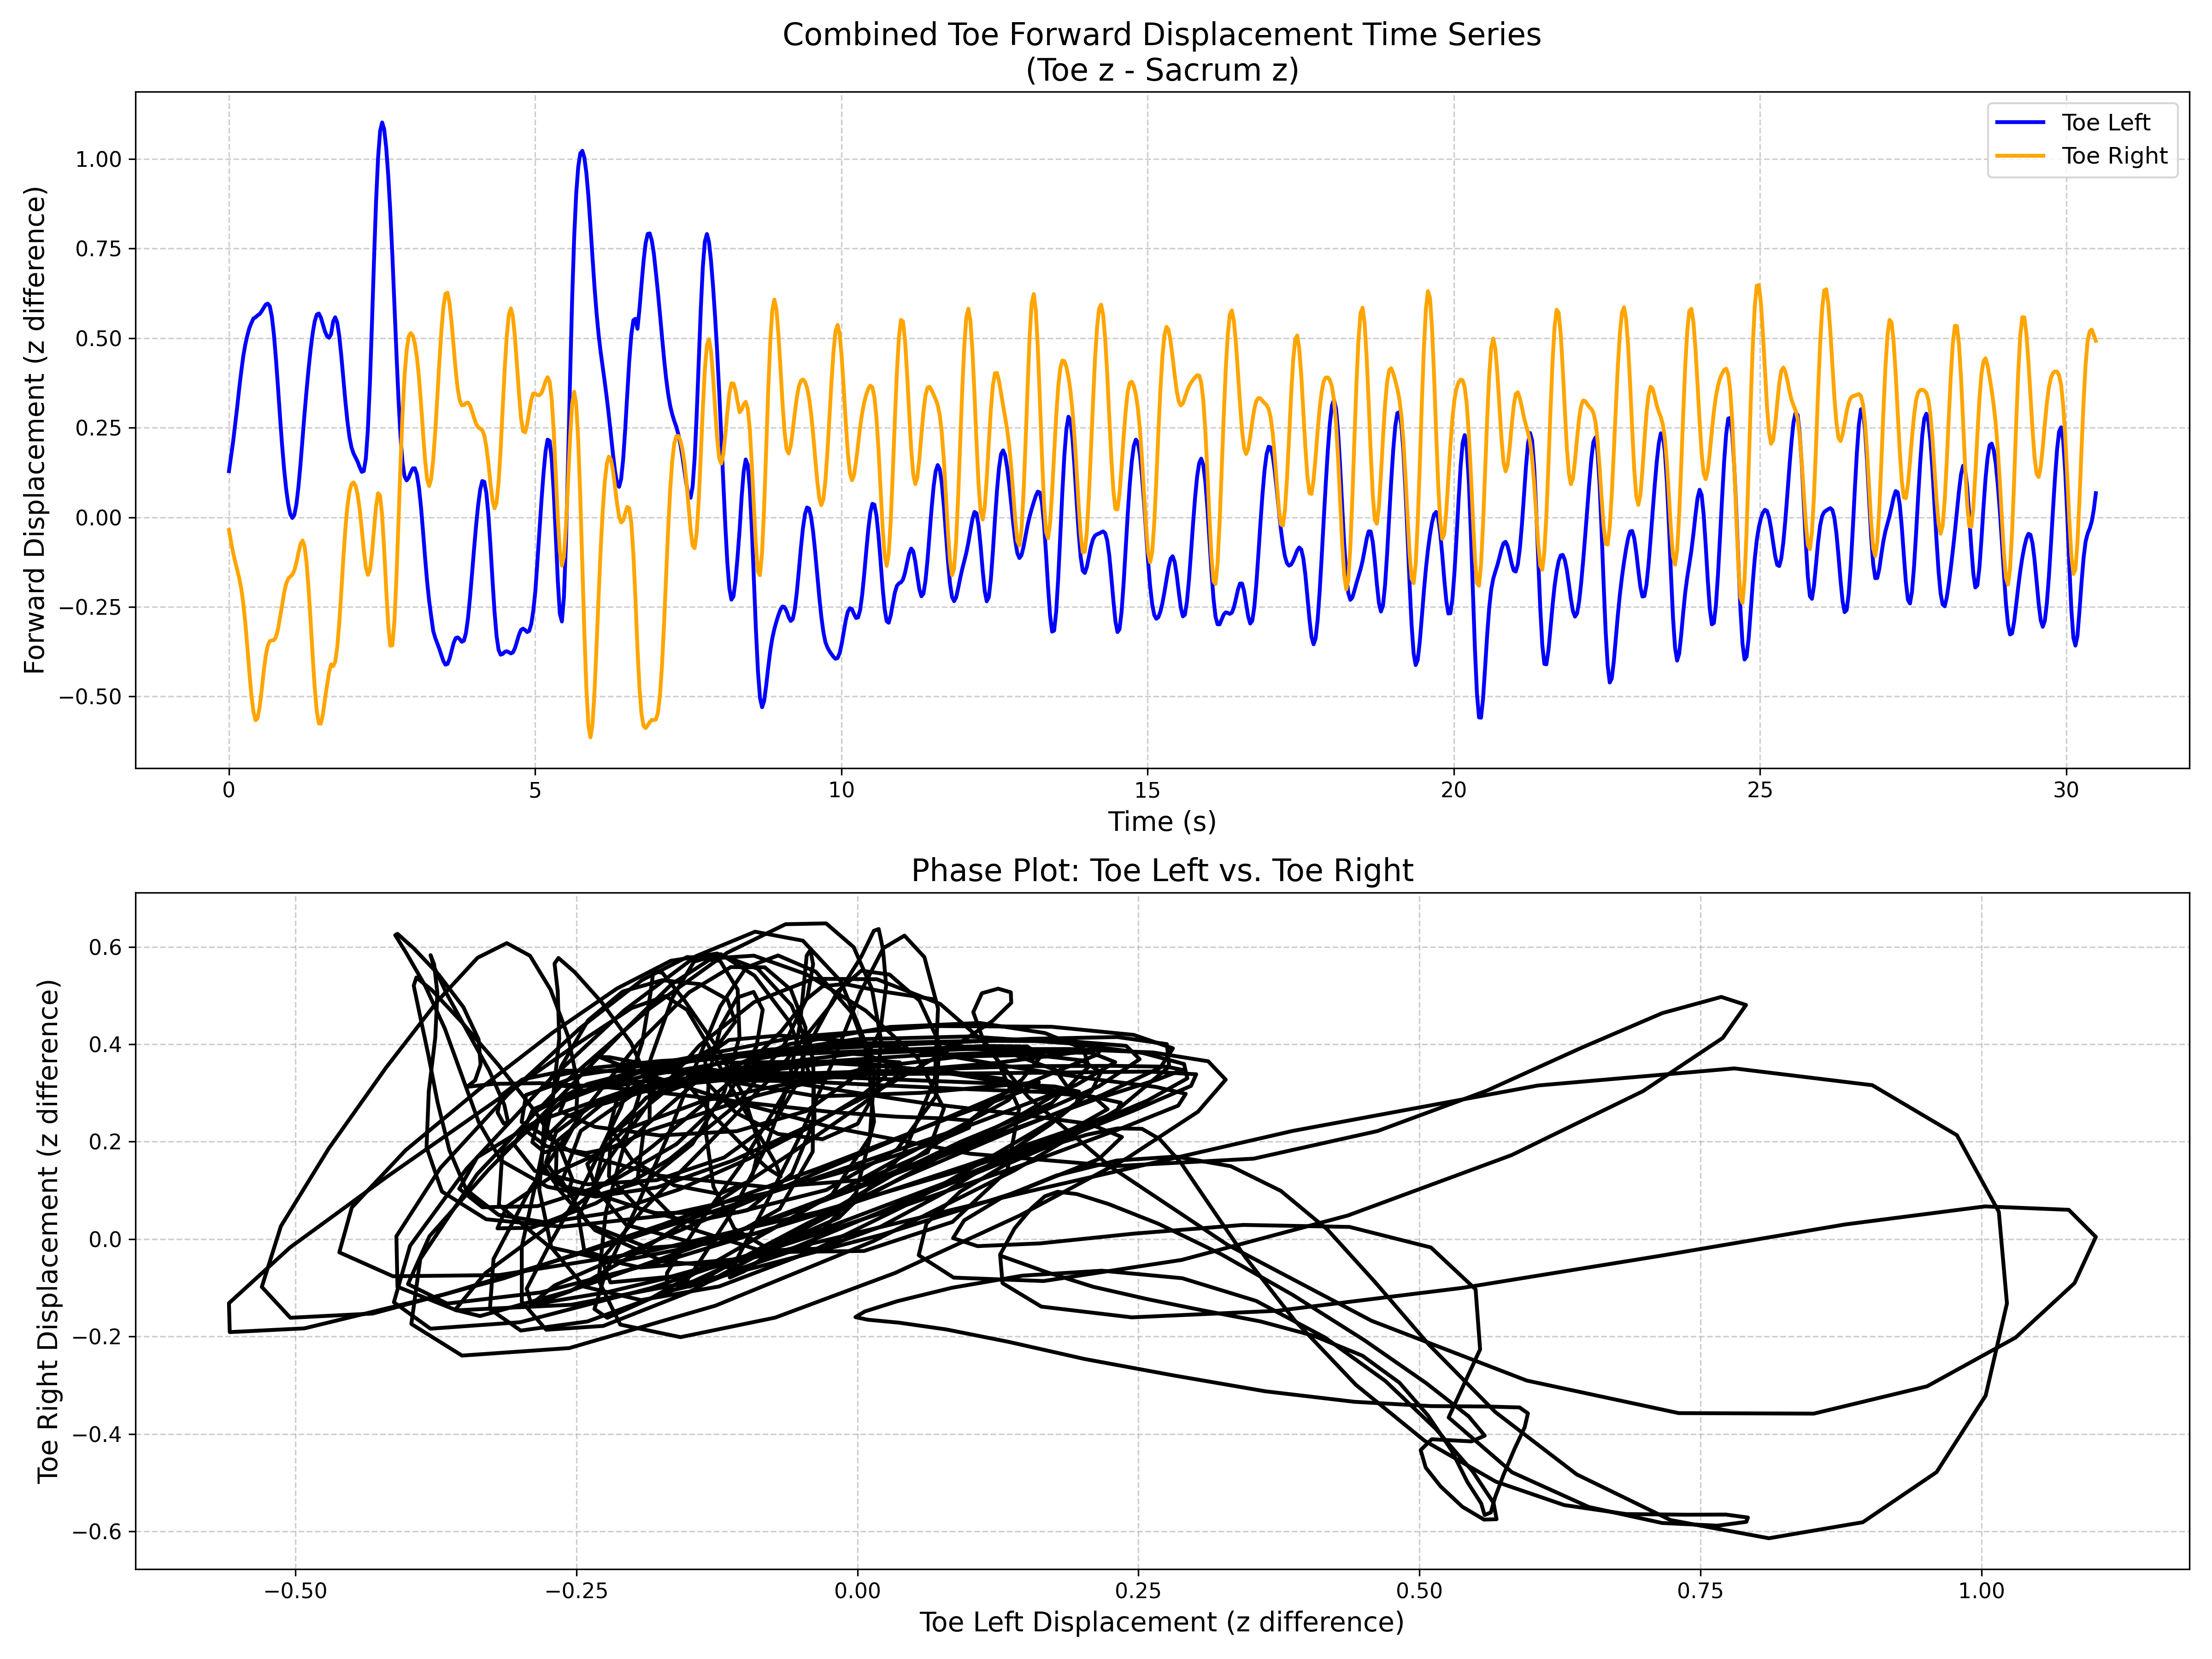 Combined Toe Forward Displacement Time Series
(Toe z - Sacrum z)
Forward Displacement (z difference)
1.00
0.75
0.50
0.25
0.00
−0.25
−0.50
Toe Left
Toe Right
0 5 10 15 20 25 30
Time (s)
Phase Plot: Toe Left vs. Toe Right
Toe Right Displacement (z difference)
0.6
0.4
0.2
0.0
−0.2
−0.4
−0.6
−0.50 −0.25 0.00 0.25 0.50 0.75 1.00
Toe Left Displacement (z difference)